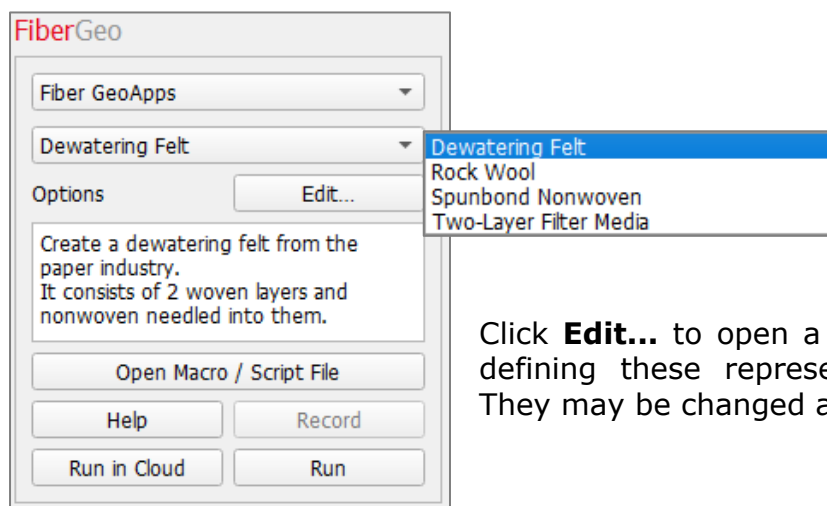 FiberGeo
Fiber GeoApps
Dewatering Felt
Dewatering Felt
Rock Wool
Spunbond Nonwoven
Two-Layer Filter Media
Options
Edit...
Create a dewatering felt from the
paper industry.
It consists of 2 woven layers and
nonwoven needled into them.
Open Macro / Script File
Help
Record
Run in Cloud
Run
Click Edit... to open a
defining these represe
They may be changed a